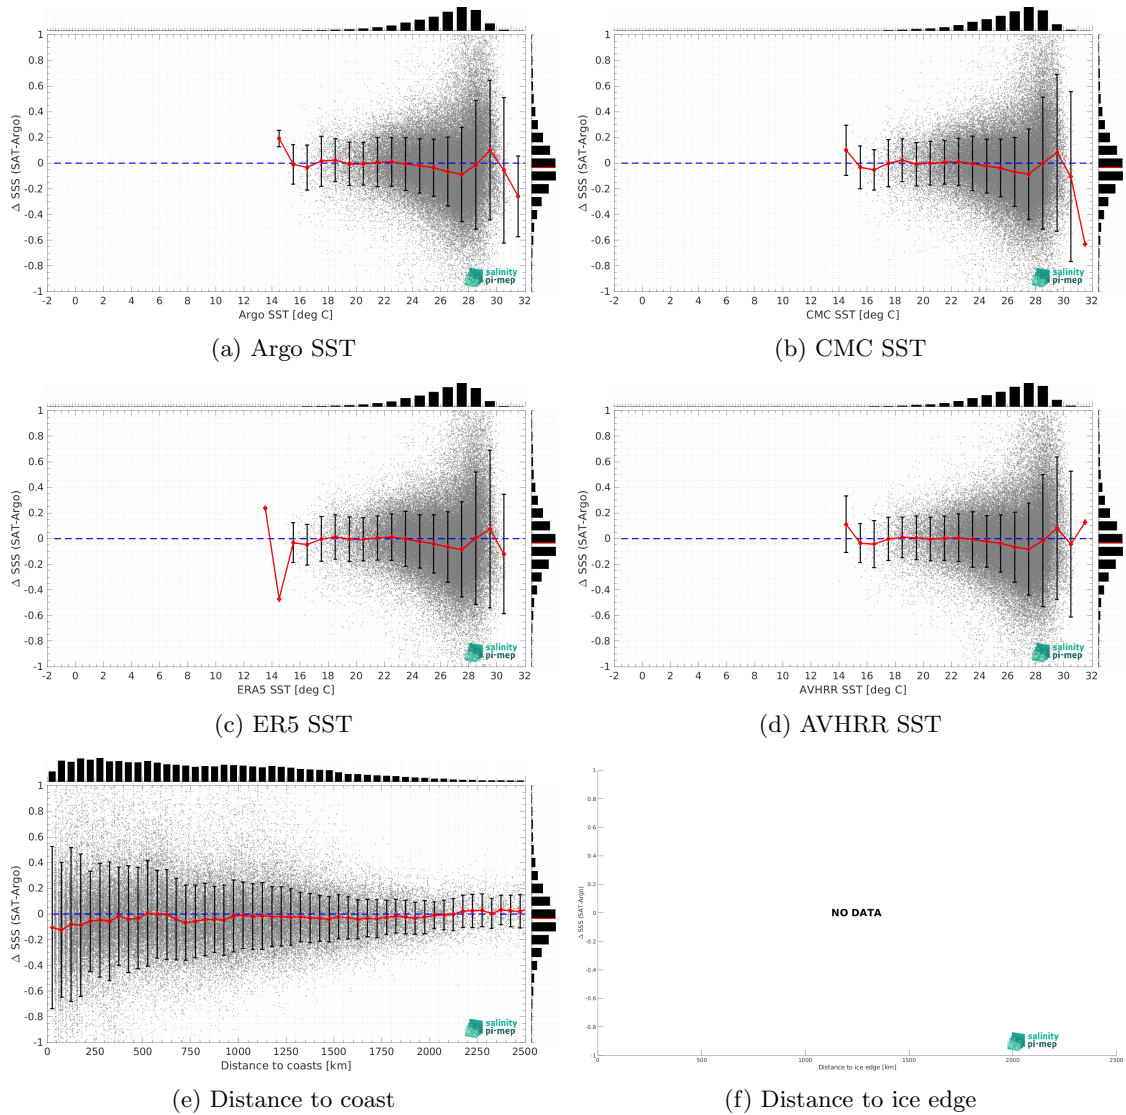 1
0.8
0.6
0.4
0.2
0
-0.2
-0.4
-0.6
-0.8
-1
Δ SSS (SAT-Argo)
salinity
pi-mep
-2 0 2 4 6 8 10 12 14 16 18 20 22 24 26 28 30 32
Argo SST [deg C]
(a) Argo SST
1
0.8
0.6
0.4
0.2
0
-0.2
-0.4
-0.6
-0.8
-1
Δ SSS (SAT-Argo)
salinity
pi-mep
-2 0 2 4 6 8 10 12 14 16 18 20 22 24 26 28 30 32
CMC SST [deg C]
(b) CMC SST
1
0.8
0.6
0.4
0.2
0
-0.2
-0.4
-0.6
-0.8
-1
Δ SSS (SAT-Argo)
salinity
pi-mep
-2 0 2 4 6 8 10 12 14 16 18 20 22 24 26 28 30 32
ERA5 SST [deg C]
(c) ER5 SST
1
0.8
0.6
0.4
0.2
0
-0.2
-0.4
-0.6
-0.8
-1
Δ SSS (SAT-Argo)
salinity
pi-mep
-2 0 2 4 6 8 10 12 14 16 18 20 22 24 26 28 30 32
AVHRR SST [deg C]
(d) AVHRR SST
1
0.8
0.6
0.4
0.2
0
-0.2
-0.4
-0.6
-0.8
-1
Δ SSS (SAT-Argo)
salinity
pi-mep
0 250 500 750 1000 1250 1500 1750 2000 2250 2500
Distance to coasts [km]
(e) Distance to coast
1
0.8
0.6
0.4
0.2
0
-0.2
-0.4
-0.6
-0.8
-1
Δ SSS (SAT-Argo)
NO DATA
salinity
pi-mep
0 500 1000 1500 2000 2500
Distance to ice edge [km]
(f) Distance to ice edge